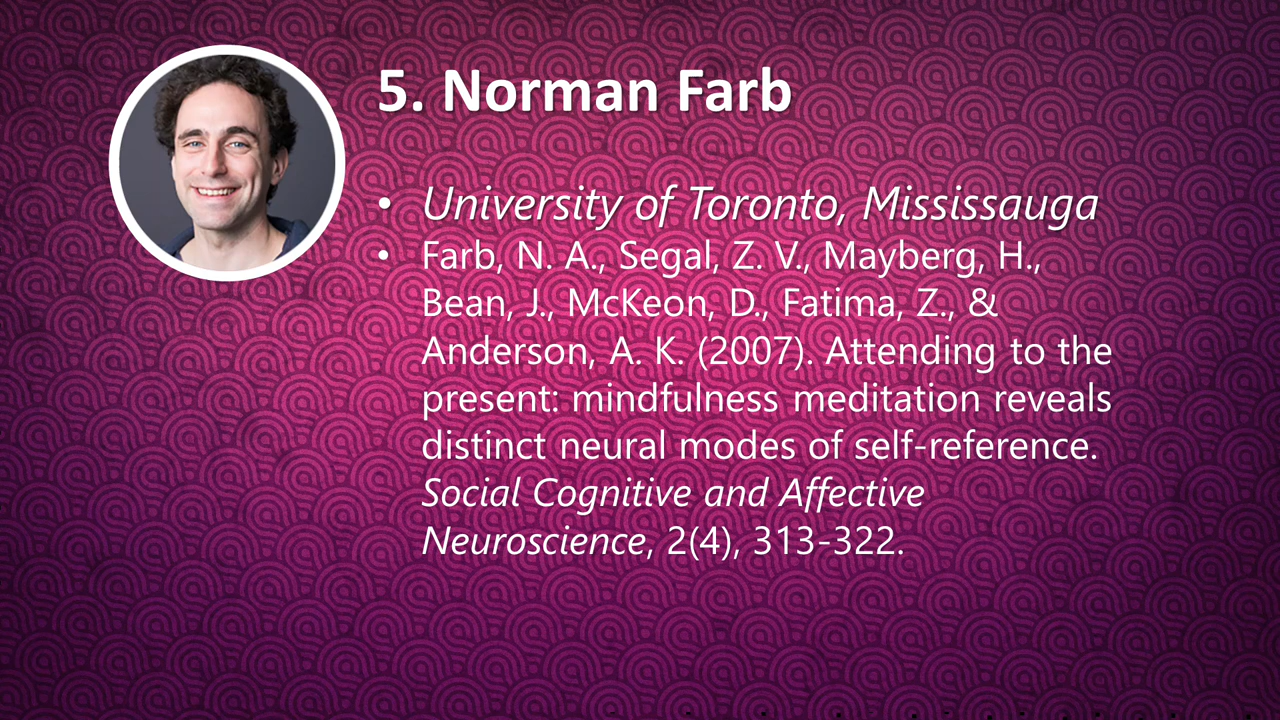 5. Norman Farb
• University of Toronto, Mississauga
• Farb, N. A., Segal, Z. V., Mayberg, H.,
Bean, J., McKeon, D., Fatima, Z., &
Anderson, A. K. (2007). Attending to the
present: mindfulness meditation reveals
distinct neural modes of self-reference.
Social Cognitive and Affective
Neuroscience, 2(4), 313-322.